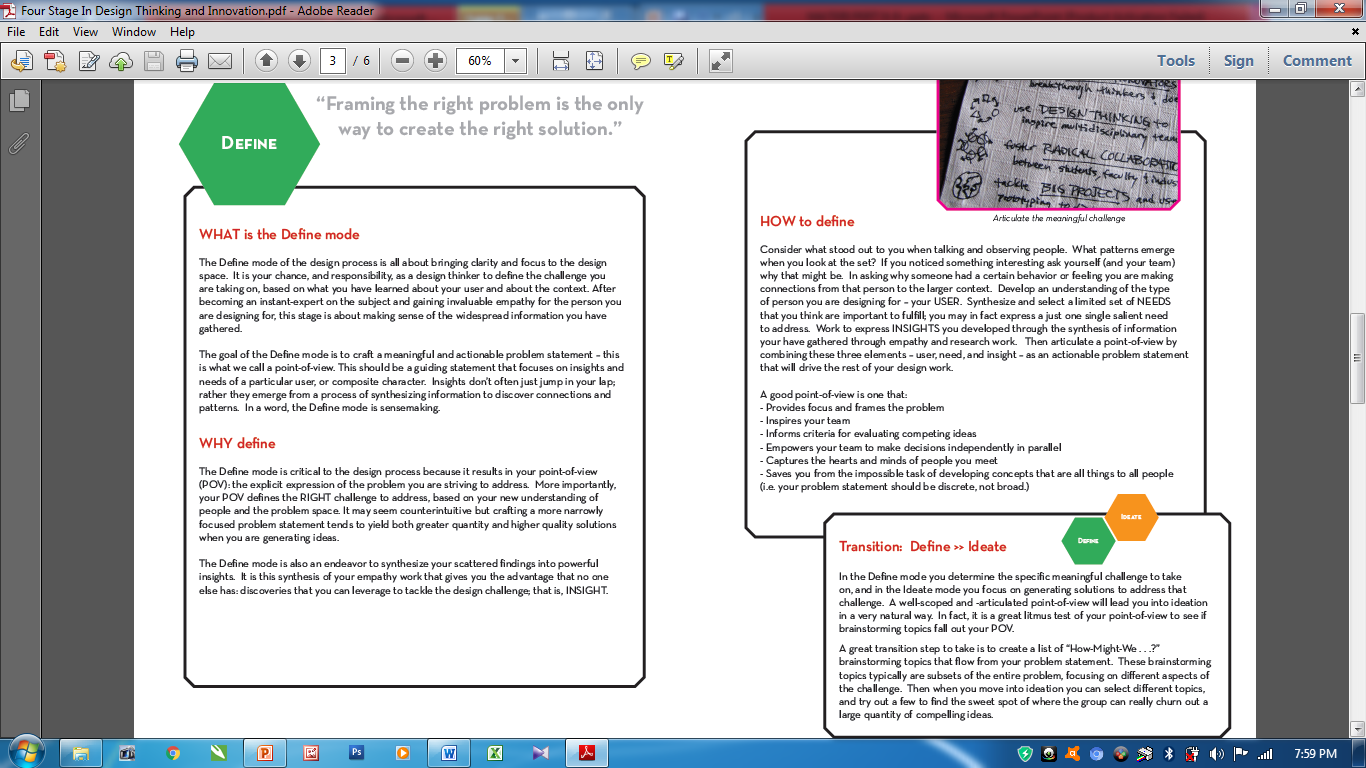 Four Stage In Design Thinking and Innovation.pdf - Adobe Reader
File Edit View Window Help
3 / 6
60%
Tools Sign Comment
DEFINE
“Framing the right problem is the only
way to create the right solution.”
WHAT is the Define mode
The Define mode of the design process is all about bringing clarity and focus to the design
space. It is your chance, and responsibility, as a design thinker to define the challenge you
are taking on, based on what you have learned about your user and about the context. After
becoming an instant-expert on the subject and gaining invaluable empathy for the person you
are designing for, this stage is about making sense of the widespread information you have
gathered.
The goal of the Define mode is to craft a meaningful and actionable problem statement – this
is what we call a point-of-view. This should be a guiding statement that focuses on insights and
needs of a particular user, or composite character. Insights don’t often just jump in your lap;
rather they emerge from a process of synthesizing information to discover connections and
patterns. In a word, the Define mode is sensemaking.
WHY define
The Define mode is critical to the design process because it results in your point-of-view
(POV): the explicit expression of the problem you are striving to address. More importantly,
your POV defines the RIGHT challenge to address, based on your new understanding of
people and the problem space. It may seem counterintuitive but crafting a more narrowly
focused problem statement tends to yield both greater quantity and higher quality solutions
when you are generating ideas.
The Define mode is also an endeavor to synthesize your scattered findings into powerful
insights. It is this synthesis of your empathy work that gives you the advantage that no one
else has: discoveries that you can leverage to tackle the design challenge; that is, INSIGHT.
breakthrough thinkers & doe
use DESIGN THINKING to
inspire multidisciplinary team
foster RADICAL COLLABORATIO
between students, faculty & indus
tackle BIG PROJECTS and use
prototyping to
Articulate the meaningful challenge
HOW to define
Consider what stood out to you when talking and observing people. What patterns emerge
when you look at the set? If you noticed something interesting ask yourself (and your team)
why that might be. In asking why someone had a certain behavior or feeling you are making
connections from that person to the larger context. Develop an understanding of the type
of person you are designing for – your USER. Synthesize and select a limited set of NEEDS
that you think are important to fulfill; you may in fact express a just one single salient need
to address. Work to express INSIGHTS you developed through the synthesis of information
your have gathered through empathy and research work. Then articulate a point-of-view by
combining these three elements – user, need, and insight – as an actionable problem statement
that will drive the rest of your design work.
A good point-of-view is one that:
- Provides focus and frames the problem
- Inspires your team
- Informs criteria for evaluating competing ideas
- Empowers your team to make decisions independently in parallel
- Captures the hearts and minds of people you meet
- Saves you from the impossible task of developing concepts that are all things to all people
(i.e. your problem statement should be discrete, not broad.)
IDEATE
DEFINE
Transition: Define >> Ideate
In the Define mode you determine the specific meaningful challenge to take
on, and in the Ideate mode you focus on generating solutions to address that
challenge. A well-scoped and -articulated point-of-view will lead you into ideation
in a very natural way. In fact, it is a great litmus test of your point-of-view to see if
brainstorming topics fall out your POV.
A great transition step to take is to create a list of “How-Might-We . . .?”
brainstorming topics that flow from your problem statement. These brainstorming
topics typically are subsets of the entire problem, focusing on different aspects of
the challenge. Then when you move into ideation you can select different topics,
and try out a few to find the sweet spot of where the group can really churn out a
large quantity of compelling ideas.
7:59 PM